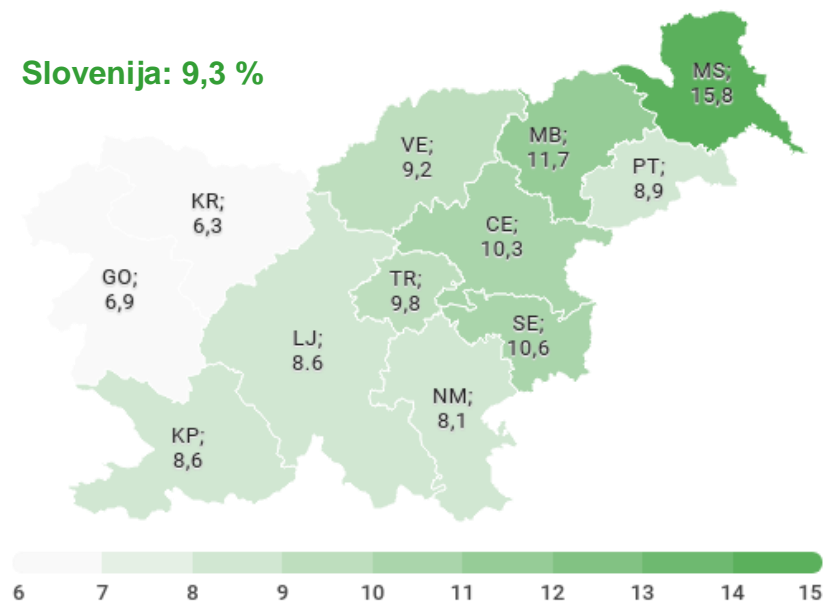 Slovenija: 9,3 %
MS;
15,8
MB;
11,7
VE;
9,2
PT;
8,9
KR;
6,3
CE;
10,3
GO;
6,9
TR;
9,8
LJ;
8.6
SE;
10,6
NM;
8,1
KP;
8,6
6 7 8 9 10 11 12 13 14 15